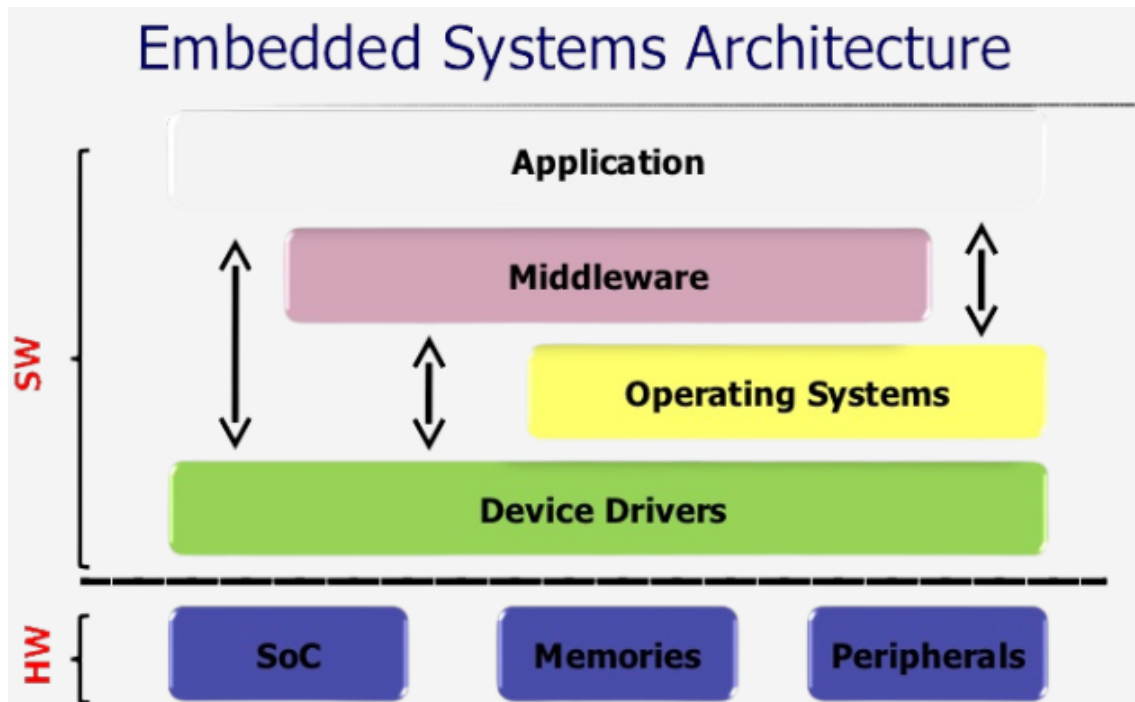 Embedded Systems Architecture
Application
Middleware
SW
Operating Systems
Device Drivers
HW
SoC
Memories
Peripherals